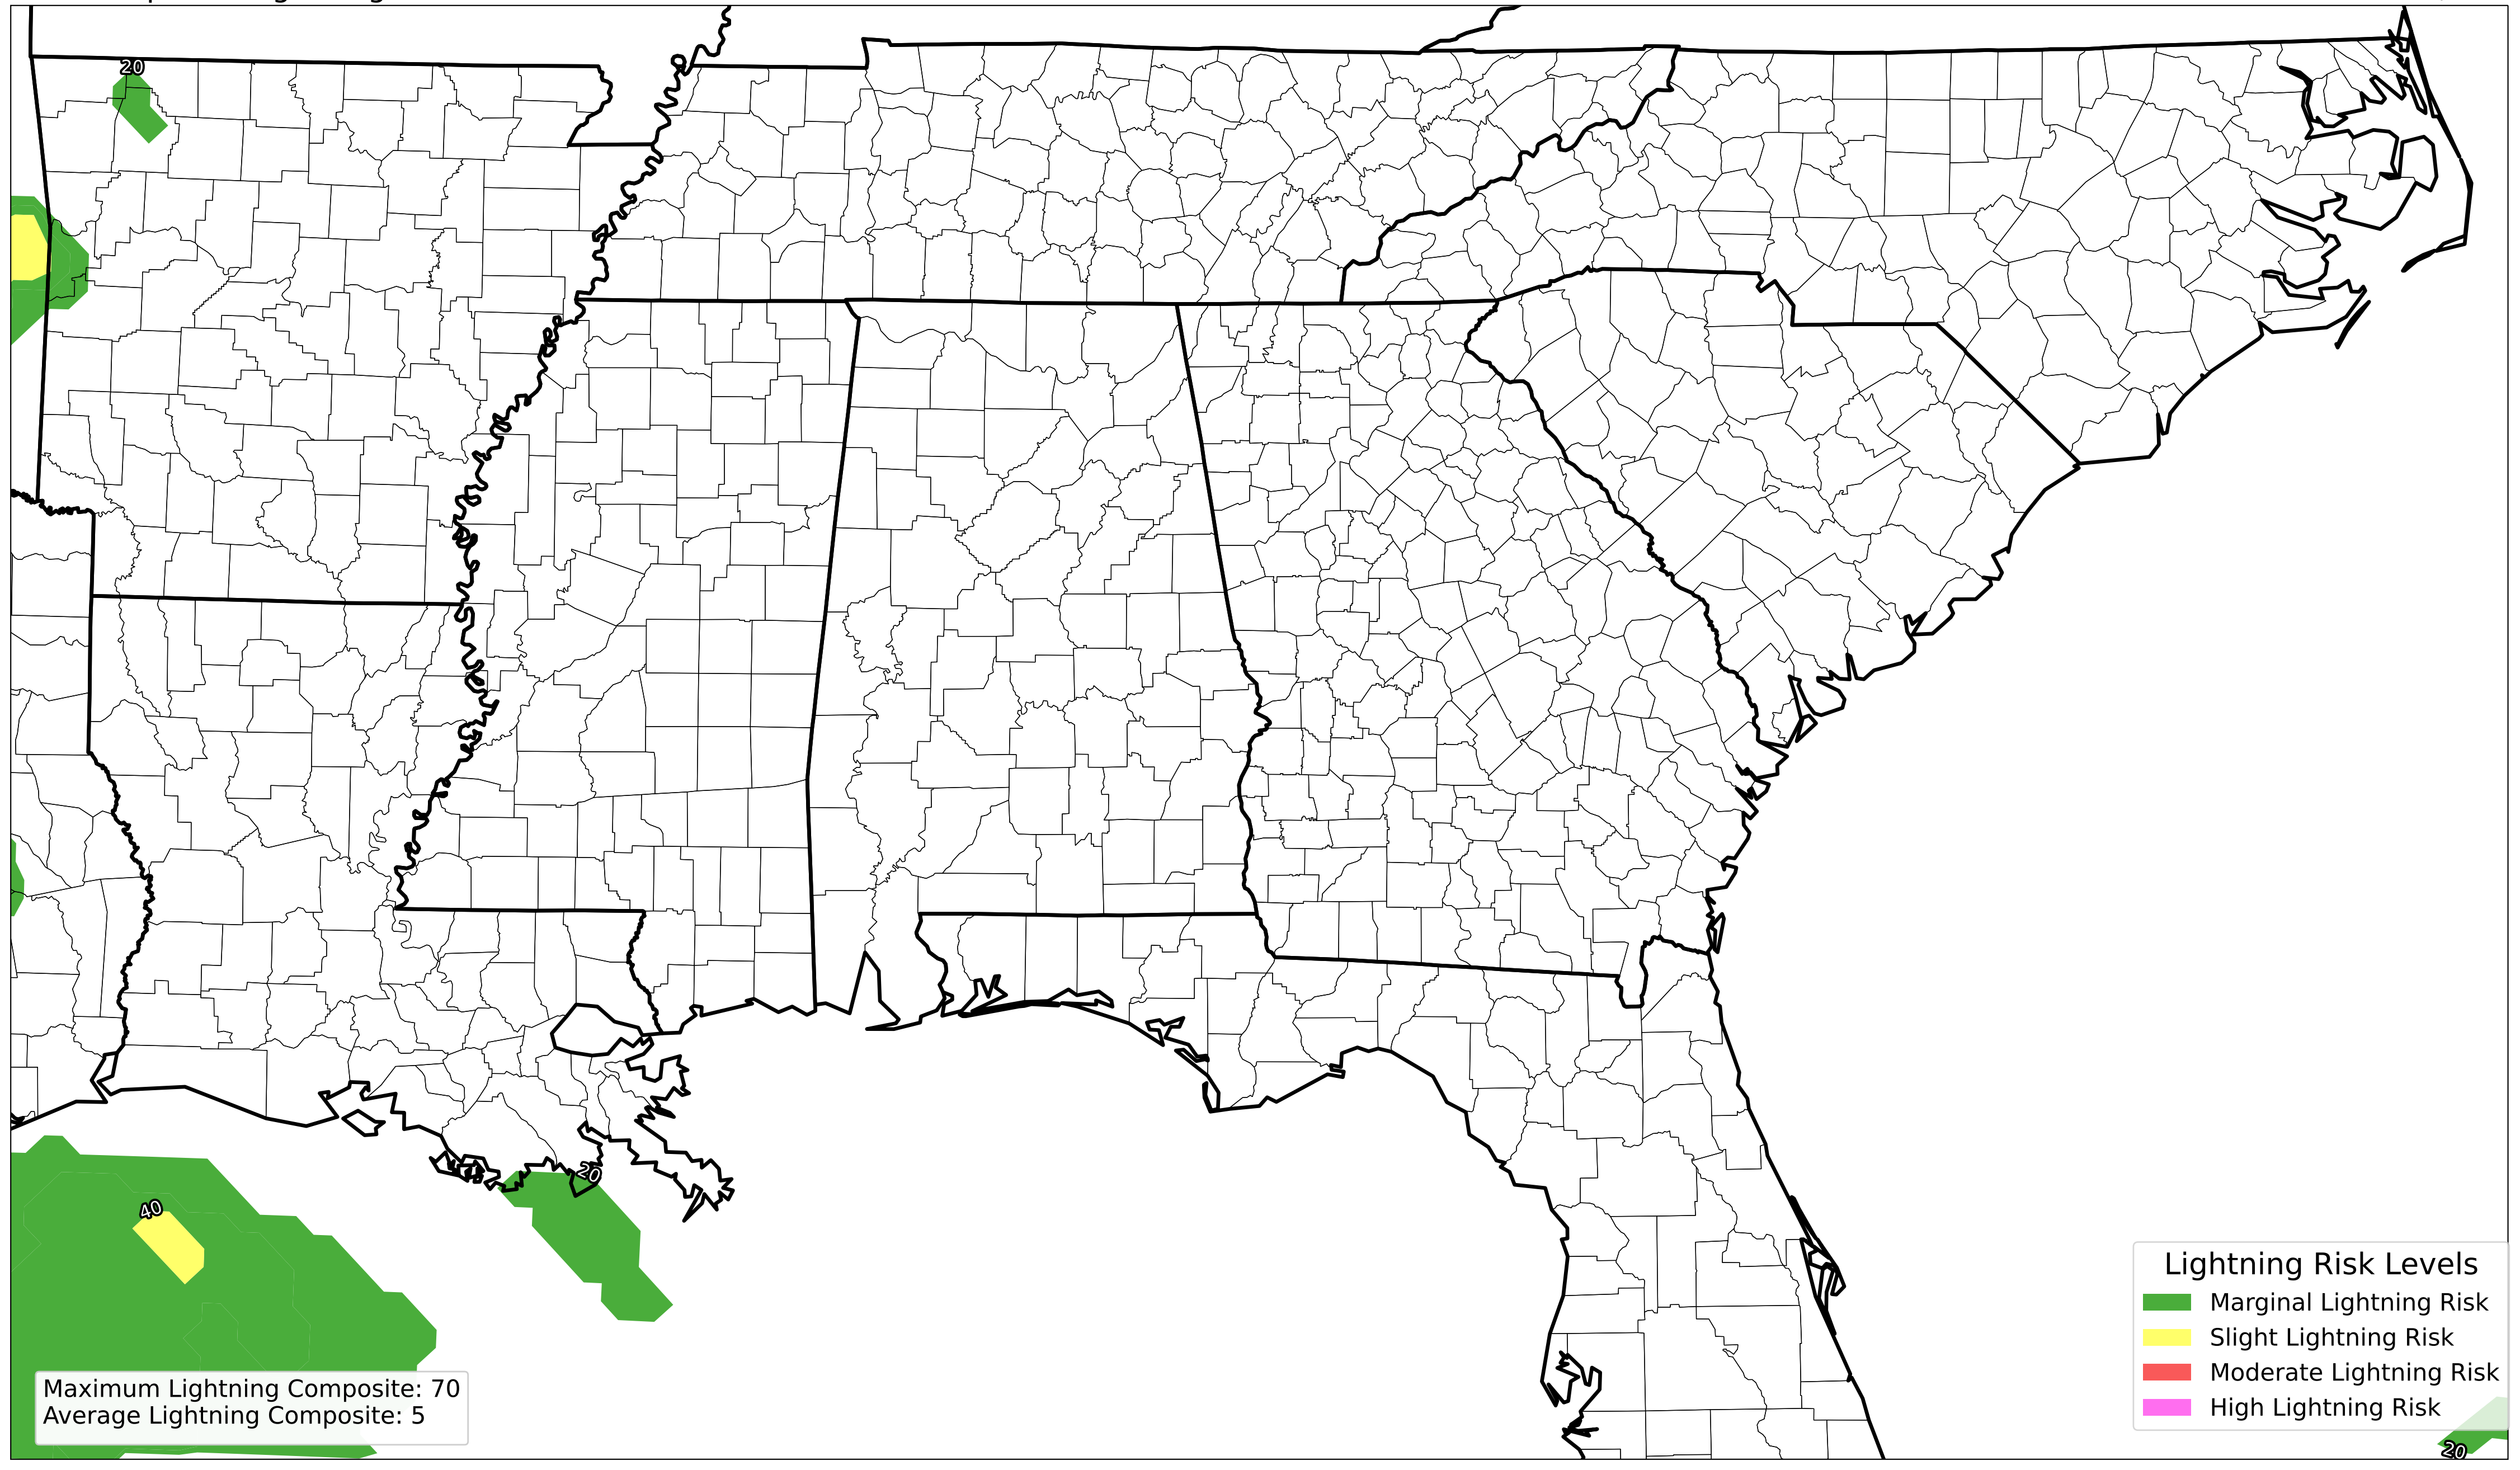 20
20
40
Lightning Risk Levels
Marginal Lightning Risk
Slight Lightning Risk
Moderate Lightning Risk
High Lightning Risk
Maximum Lightning Composite: 70
Average Lightning Composite: 5
20